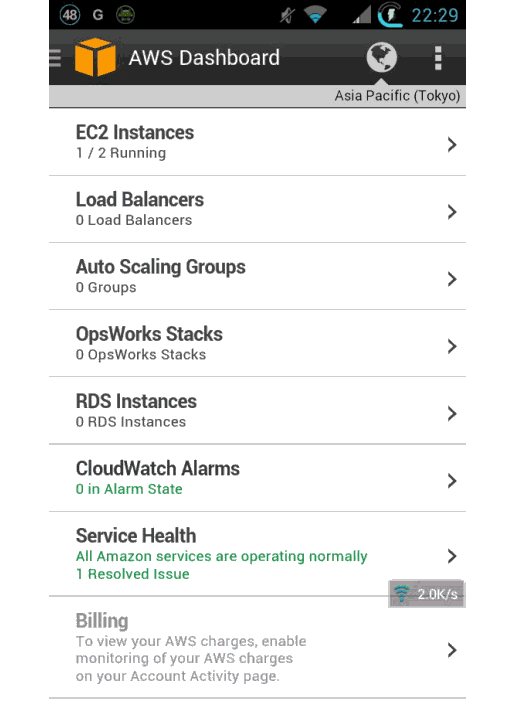 48 G 22:29
AWS Dashboard
Asia Pacific (Tokyo)
EC2 Instances
1 / 2 Running
Load Balancers
0 Load Balancers
Auto Scaling Groups
0 Groups
OpsWorks Stacks
0 OpsWorks Stacks
RDS Instances
0 RDS Instances
CloudWatch Alarms
0 in Alarm State
Service Health
All Amazon services are operating normally
1 Resolved Issue
2.0K/s
Billing
To view your AWS charges, enable
monitoring of your AWS charges
on your Account Activity page.